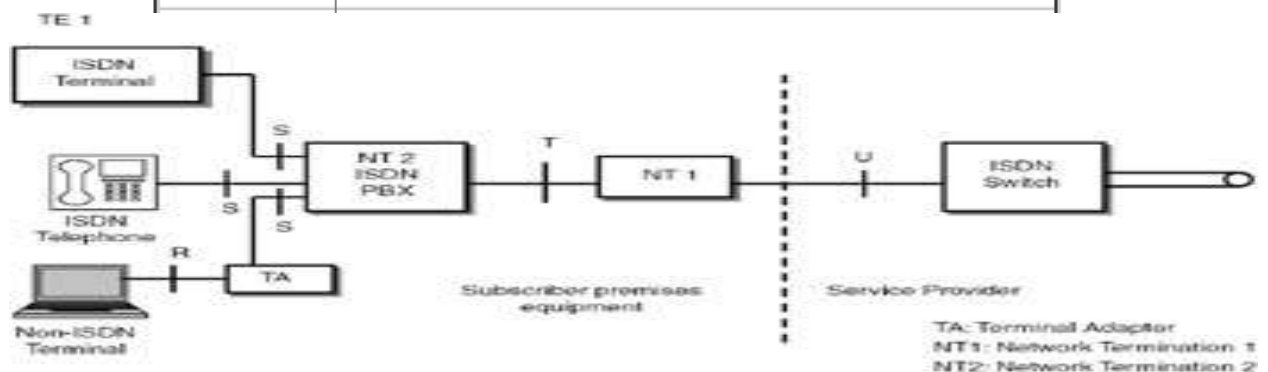 TE 1
ISDN
Terminal
S
NT 2
ISDN
PBX
T
NT 1
U
ISDN
Switch
S
S
ISDN
Telephone
R
TA
Non-ISDN
Terminal
Subscriber premises
equipment
Service Provider
TA: Terminal Adaptor
NT1: Network Termination 1
NT2: Network Termination 2